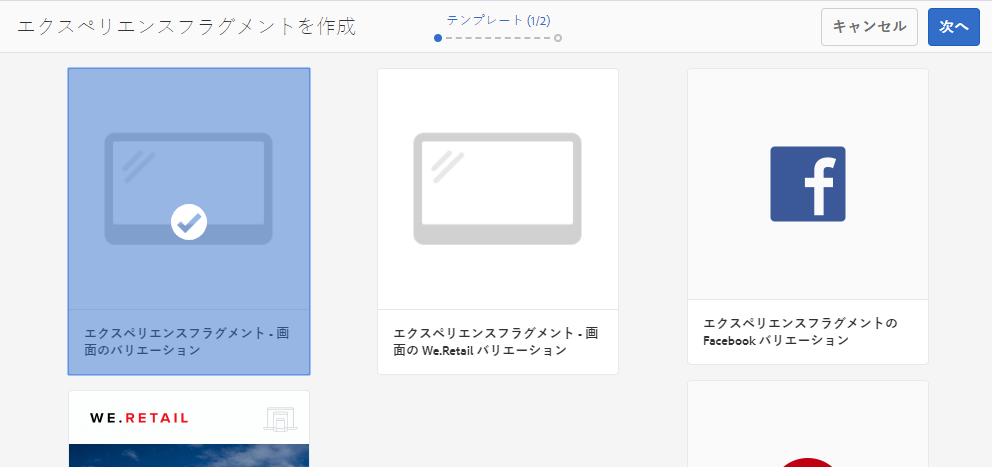 エクスペリエンスフラグメントを作成
テンプレート (1/2)
キャンセル
次へ
エクスペリエンスフラグメント - 画
面のバリエーション
エクスペリエンスフラグメント - 画
面の We.Retail バリエーション
エクスペリエンスフラグメントの
Facebook バリエーション
WE.RETAIL